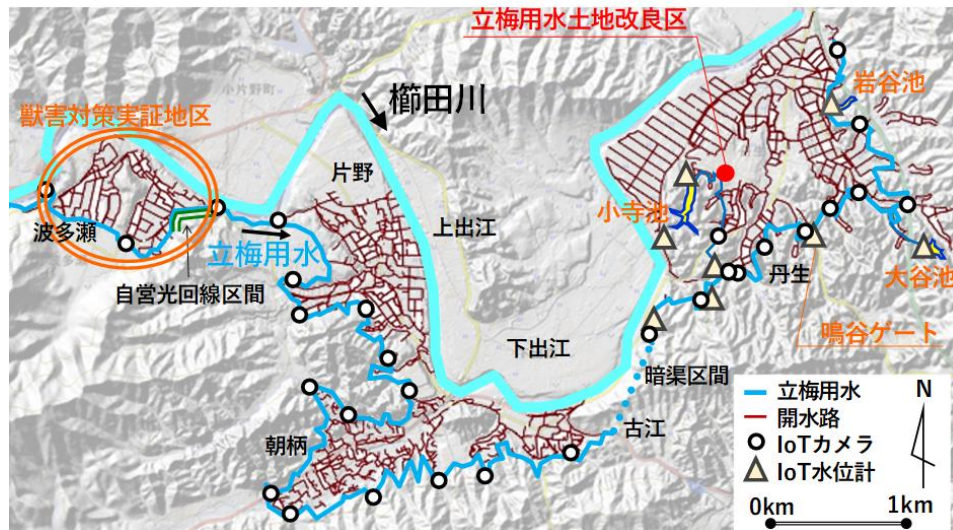 立梅用水土地改良区
小片野町
櫛田川
岩谷池
獣害対策実証地区
片野
上出江
小寺池
波多瀬
立梅用水
丹生
大谷池
自営光回線区間
鳴谷ゲート
下出江
暗渠区間
古江
朝柄
立梅用水
開水路
IoTカメラ
IoT水位計
N
0km
1km